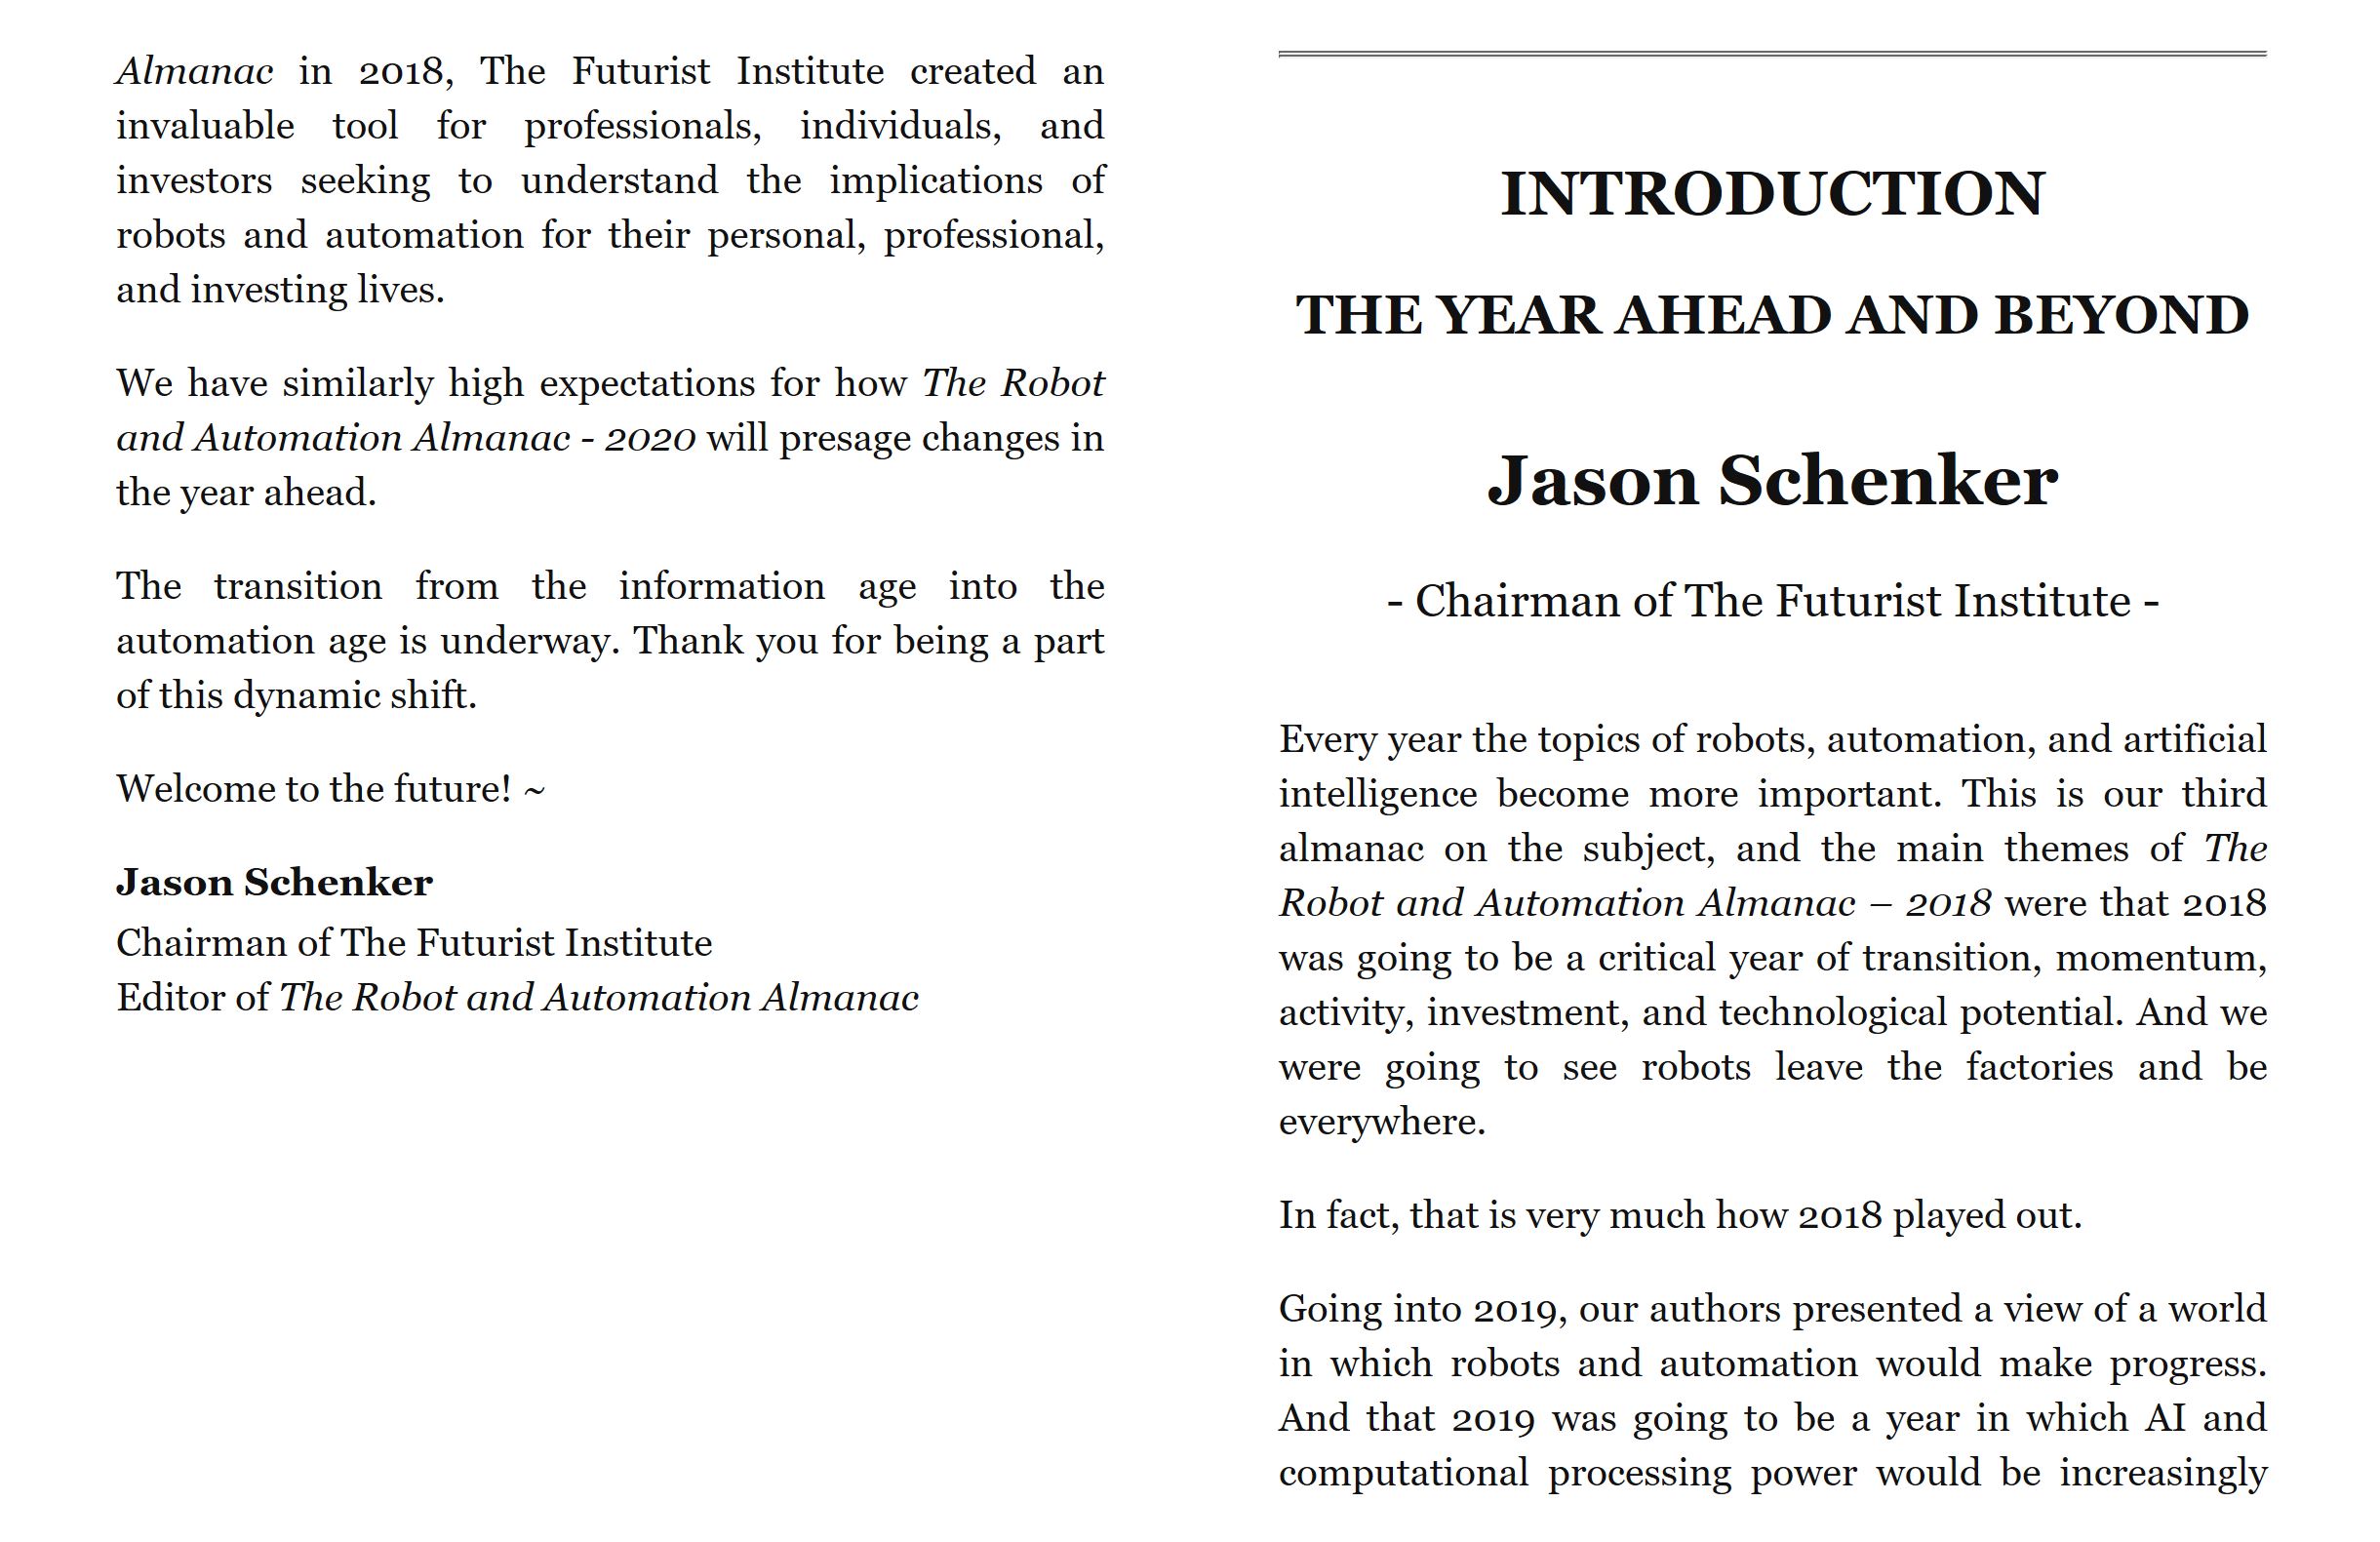 Almanac in 2018, The Futurist Institute created an
invaluable tool for professionals, individuals, and
investors seeking to understand the implications of
robots and automation for their personal, professional,
and investing lives.
We have similarly high expectations for how The Robot
and Automation Almanac - 2020 will presage changes in
the year ahead.
The transition from the information age into the
automation age is underway. Thank you for being a part
of this dynamic shift.
Welcome to the future! ~
Jason Schenker
Chairman of The Futurist Institute
Editor of The Robot and Automation Almanac
INTRODUCTION
THE YEAR AHEAD AND BEYOND
Jason Schenker
- Chairman of The Futurist Institute -
Every year the topics of robots, automation, and artificial
intelligence become more important. This is our third
almanac on the subject, and the main themes of The
Robot and Automation Almanac – 2018 were that 2018
was going to be a critical year of transition, momentum,
activity, investment, and technological potential. And we
were going to see robots leave the factories and be
everywhere.
In fact, that is very much how 2018 played out.
Going into 2019, our authors presented a view of a world
in which robots and automation would make progress.
And that 2019 was going to be a year in which AI and
computational processing power would be increasingly